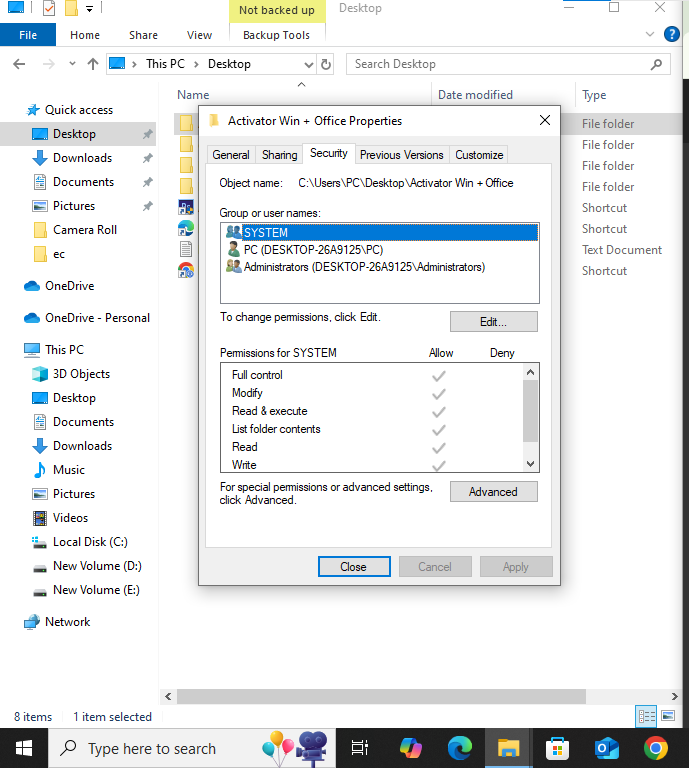 Not backed up
Desktop
File
Home
Share
View
Backup Tools
This PC
Desktop
Search Desktop
Quick access
Desktop
Downloads
Documents
Pictures
Camera Roll
ec
OneDrive
OneDrive - Personal
This PC
3D Objects
Desktop
Documents
Downloads
Music
Pictures
Videos
Local Disk (C:)
New Volume (D:)
New Volume (E:)
Network
Name
Date modified
Type
File folder
File folder
File folder
File folder
Shortcut
Shortcut
Text Document
Shortcut
Activator Win + Office Properties
General
Sharing
Security
Previous Versions
Customize
Object name: C:\Users\PC\Desktop\Activator Win + Office
Group or user names:
SYSTEM
PC (DESKTOP-26A9125\PC)
Administrators (DESKTOP-26A9125\Administrators)
To change permissions, click Edit.
Edit...
Permissions for SYSTEM Allow Deny
Full control
Modify
Read & execute
List folder contents
Read
Write
For special permissions or advanced settings,
click Advanced.
Advanced
Close
Cancel
Apply
8 items
1 item selected
Type here to search